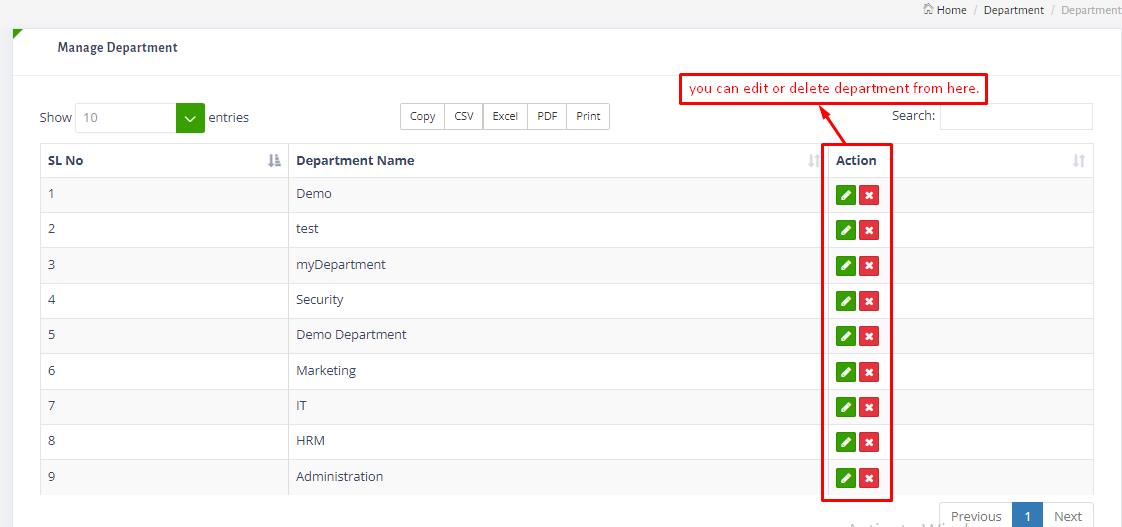 Home / Department / Department
Manage Department
you can edit or delete department from here.
Show 10 entries Copy CSV Excel PDF Print Search:
SL No Department Name Action
1 Demo
2 test
3 myDepartment
4 Security
5 Demo Department
6 Marketing
7 IT
8 HRM
9 Administration
Previous 1 Next